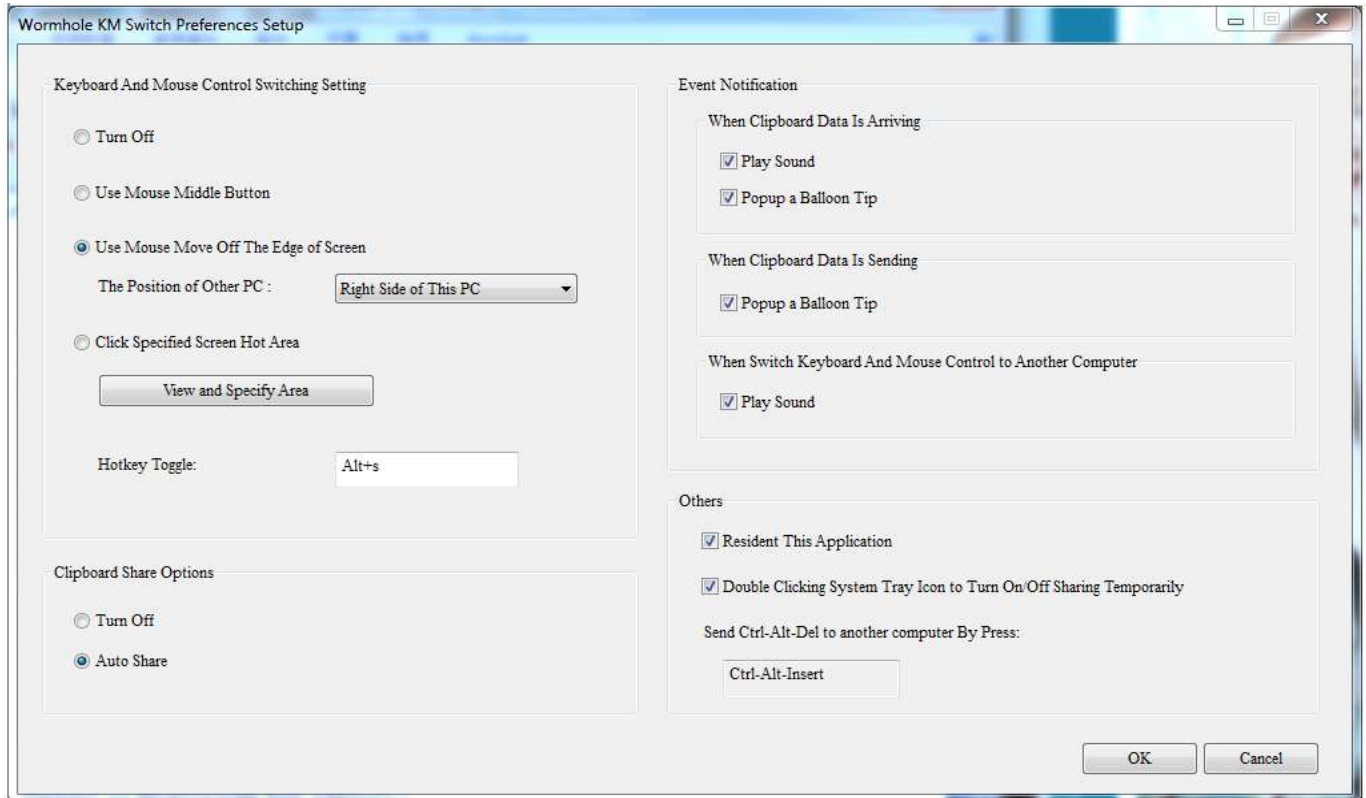 Wormhole KM Switch Preferences Setup
Keyboard And Mouse Control Switching Setting
Turn Off
Use Mouse Middle Button
Use Mouse Move Off The Edge of Screen
The Position of Other PC :
Right Side of This PC
Click Specified Screen Hot Area
View and Specify Area
Hotkey Toggle:
Alt+s
Clipboard Share Options
Turn Off
Auto Share
Event Notification
When Clipboard Data Is Arriving
Play Sound
Popup a Balloon Tip
When Clipboard Data Is Sending
Popup a Balloon Tip
When Switch Keyboard And Mouse Control to Another Computer
Play Sound
Others
Resident This Application
Double Clicking System Tray Icon to Turn On/Off Sharing Temporarily
Send Ctrl-Alt-Del to another computer By Press:
Ctrl-Alt-Insert
OK
Cancel